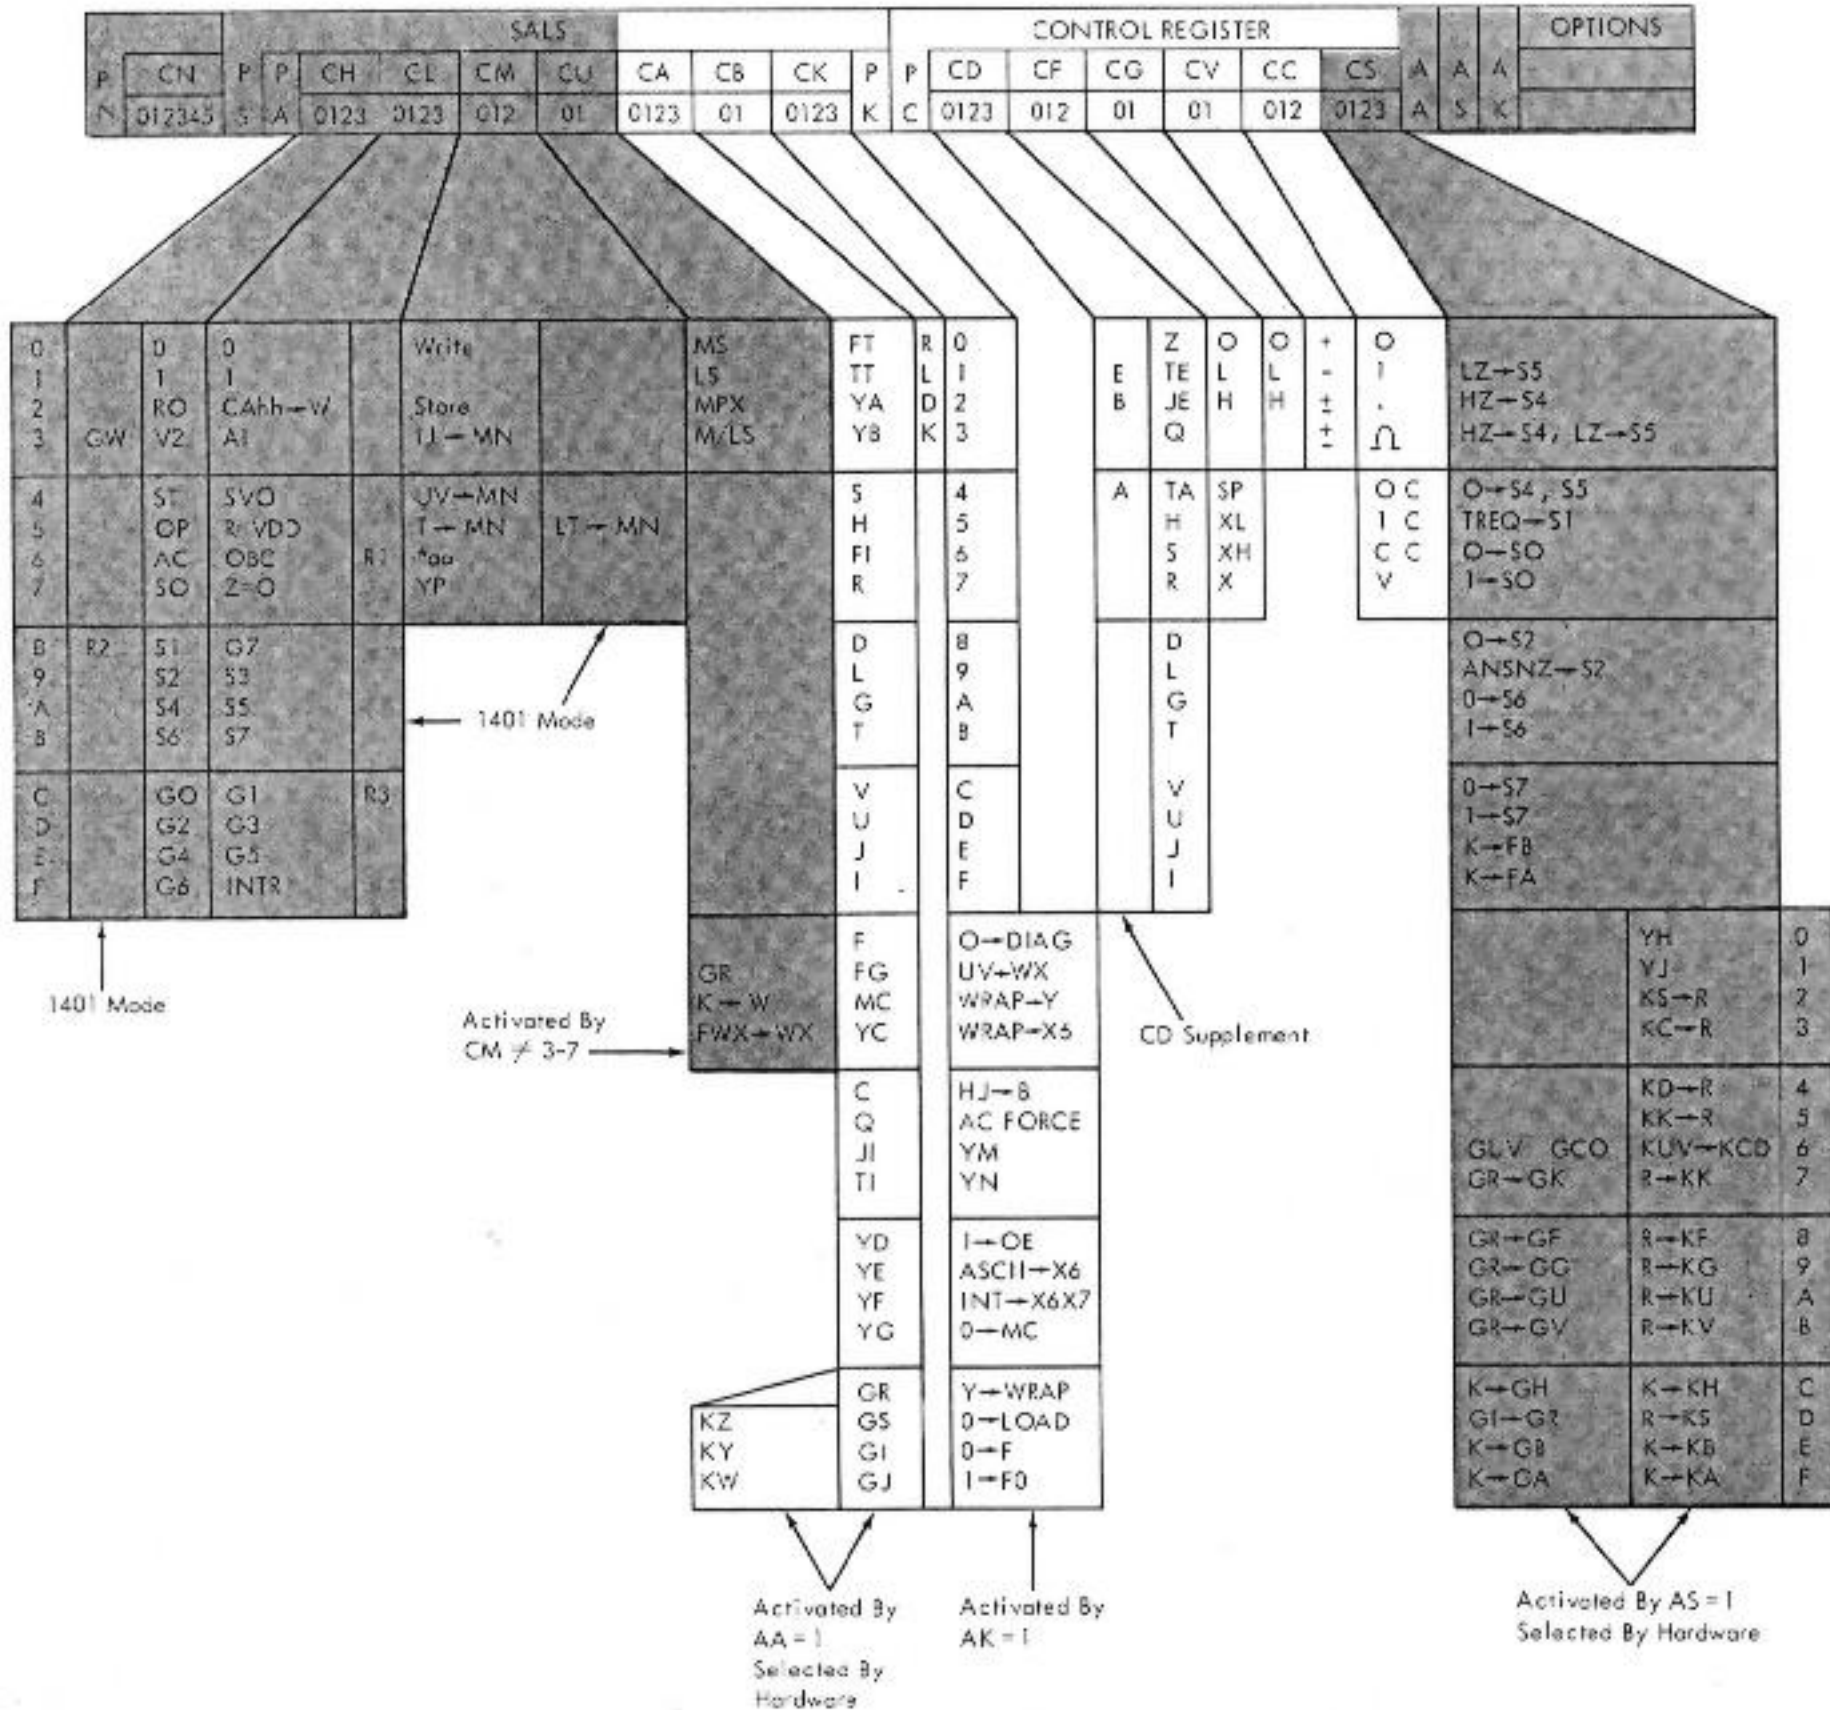 SALS CONTROL REGISTER OPTIONS
P CN P P CH CL CM CU CA CB CK P P CD CF CG CV CC CS A A A
N 012345 S A 0123 0123 012 01 0123 01 0123 K C 0123 012 01 01 012 0123 A S K
0 0 0 Write MS FT R 0 Z O O + O
1 1 1 LS TT L 1 E TE L L - 1 LZ→S5
2 RO CAhh→W Store MPX YA D 2 B JE H H ± . HZ→S4
3 GW V2 A1 TJ→MN M/LS YB K 3 Q ± Ω HZ→S4, LZ→S5
4 ST SVO UV→MN S 4 A TA SP O C O→S4, S5
5 OP R=VDD T→MN LT→MN H 5 H XL 1 C TREQ→S1
6 AC OBC R1 *aa FI 6 S XH C C O→SO
7 SO Z=O YP R 7 R X V 1→SO
8 R2 S1 G7 D 8 D O→S2
9 S2 S3 L 9 L ANSNZ→S2
A S4 S5 G A G 0→S6
B S6 S7 T B T 1→S6
C GO G1 R3 V C V 0→S7
D G2 G3 U D U 1→S7
E G4 G5 J E J K→FB
F G6 INTR I F I K→FA
1401 Mode
1401 Mode
F O→DIAG YH 0
GR FG UV→WX YJ 1
K→W MC WRAP→Y KS→R 2
FWX→WX YC WRAP→X6 KC→R 3
Activated By
CM ≠ 3-7
CD Supplement
C HJ→B KD→R 4
Q AC FORCE KK→R 5
JI YM GUV GCO KUV→KCD 6
TI YN GR→GK R→KK 7
YD 1→OE GR→GF R→KF 8
YE ASCII→X6 GR→GG R→KG 9
YF INT→X6X7 GR→GU R→KU A
YG 0→MC GR→GV R→KV B
GR Y→WRAP K→GH K→KH C
KZ GS 0→LOAD GI→GR R→KS D
KY GI 0→F K→GB K→KB E
KW GJ 1→F0 K→GA K→KA F
Activated By
AA = 1
Selected By
Hardware
Activated By
AK = 1
Activated By AS = 1
Selected By Hardware